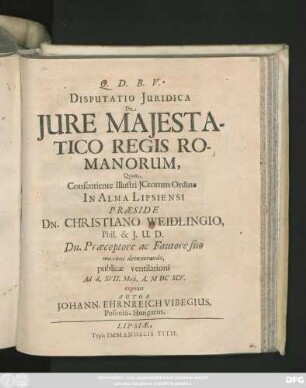 Q. D. B. V.
DISPUTATIO JURIDICA
De
JURE MAJESTA-
TICO REGIS RO-
MANORUM,
Quam,
Consentiente Illustri JCtorum Ordine
IN ALMA LIPSIENSI
PRÆSIDE
DN. CHRISTIANO WEIDLINGIO,
Phil. & J. U. D.
Dn. Præceptore ac Fautore suo
maxime devenerando,
publicæ ventilationi
Ad d. XVII. Maji, A. M DC XCV.
exponit
AUTOR
JOHANN. EHRNREICH VIBEGIUS,
Posonio-Hungarus.
LIPSIÆ,
Typis IMMANUELIS TITII.